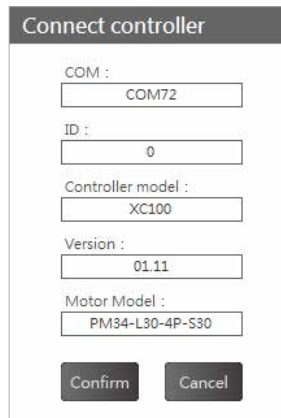 Connect controller
COM :
COM72
ID :
0
Controller model :
XC100
Version :
01.11
Motor Model :
PM34-L30-4P-S30
Confirm Cancel